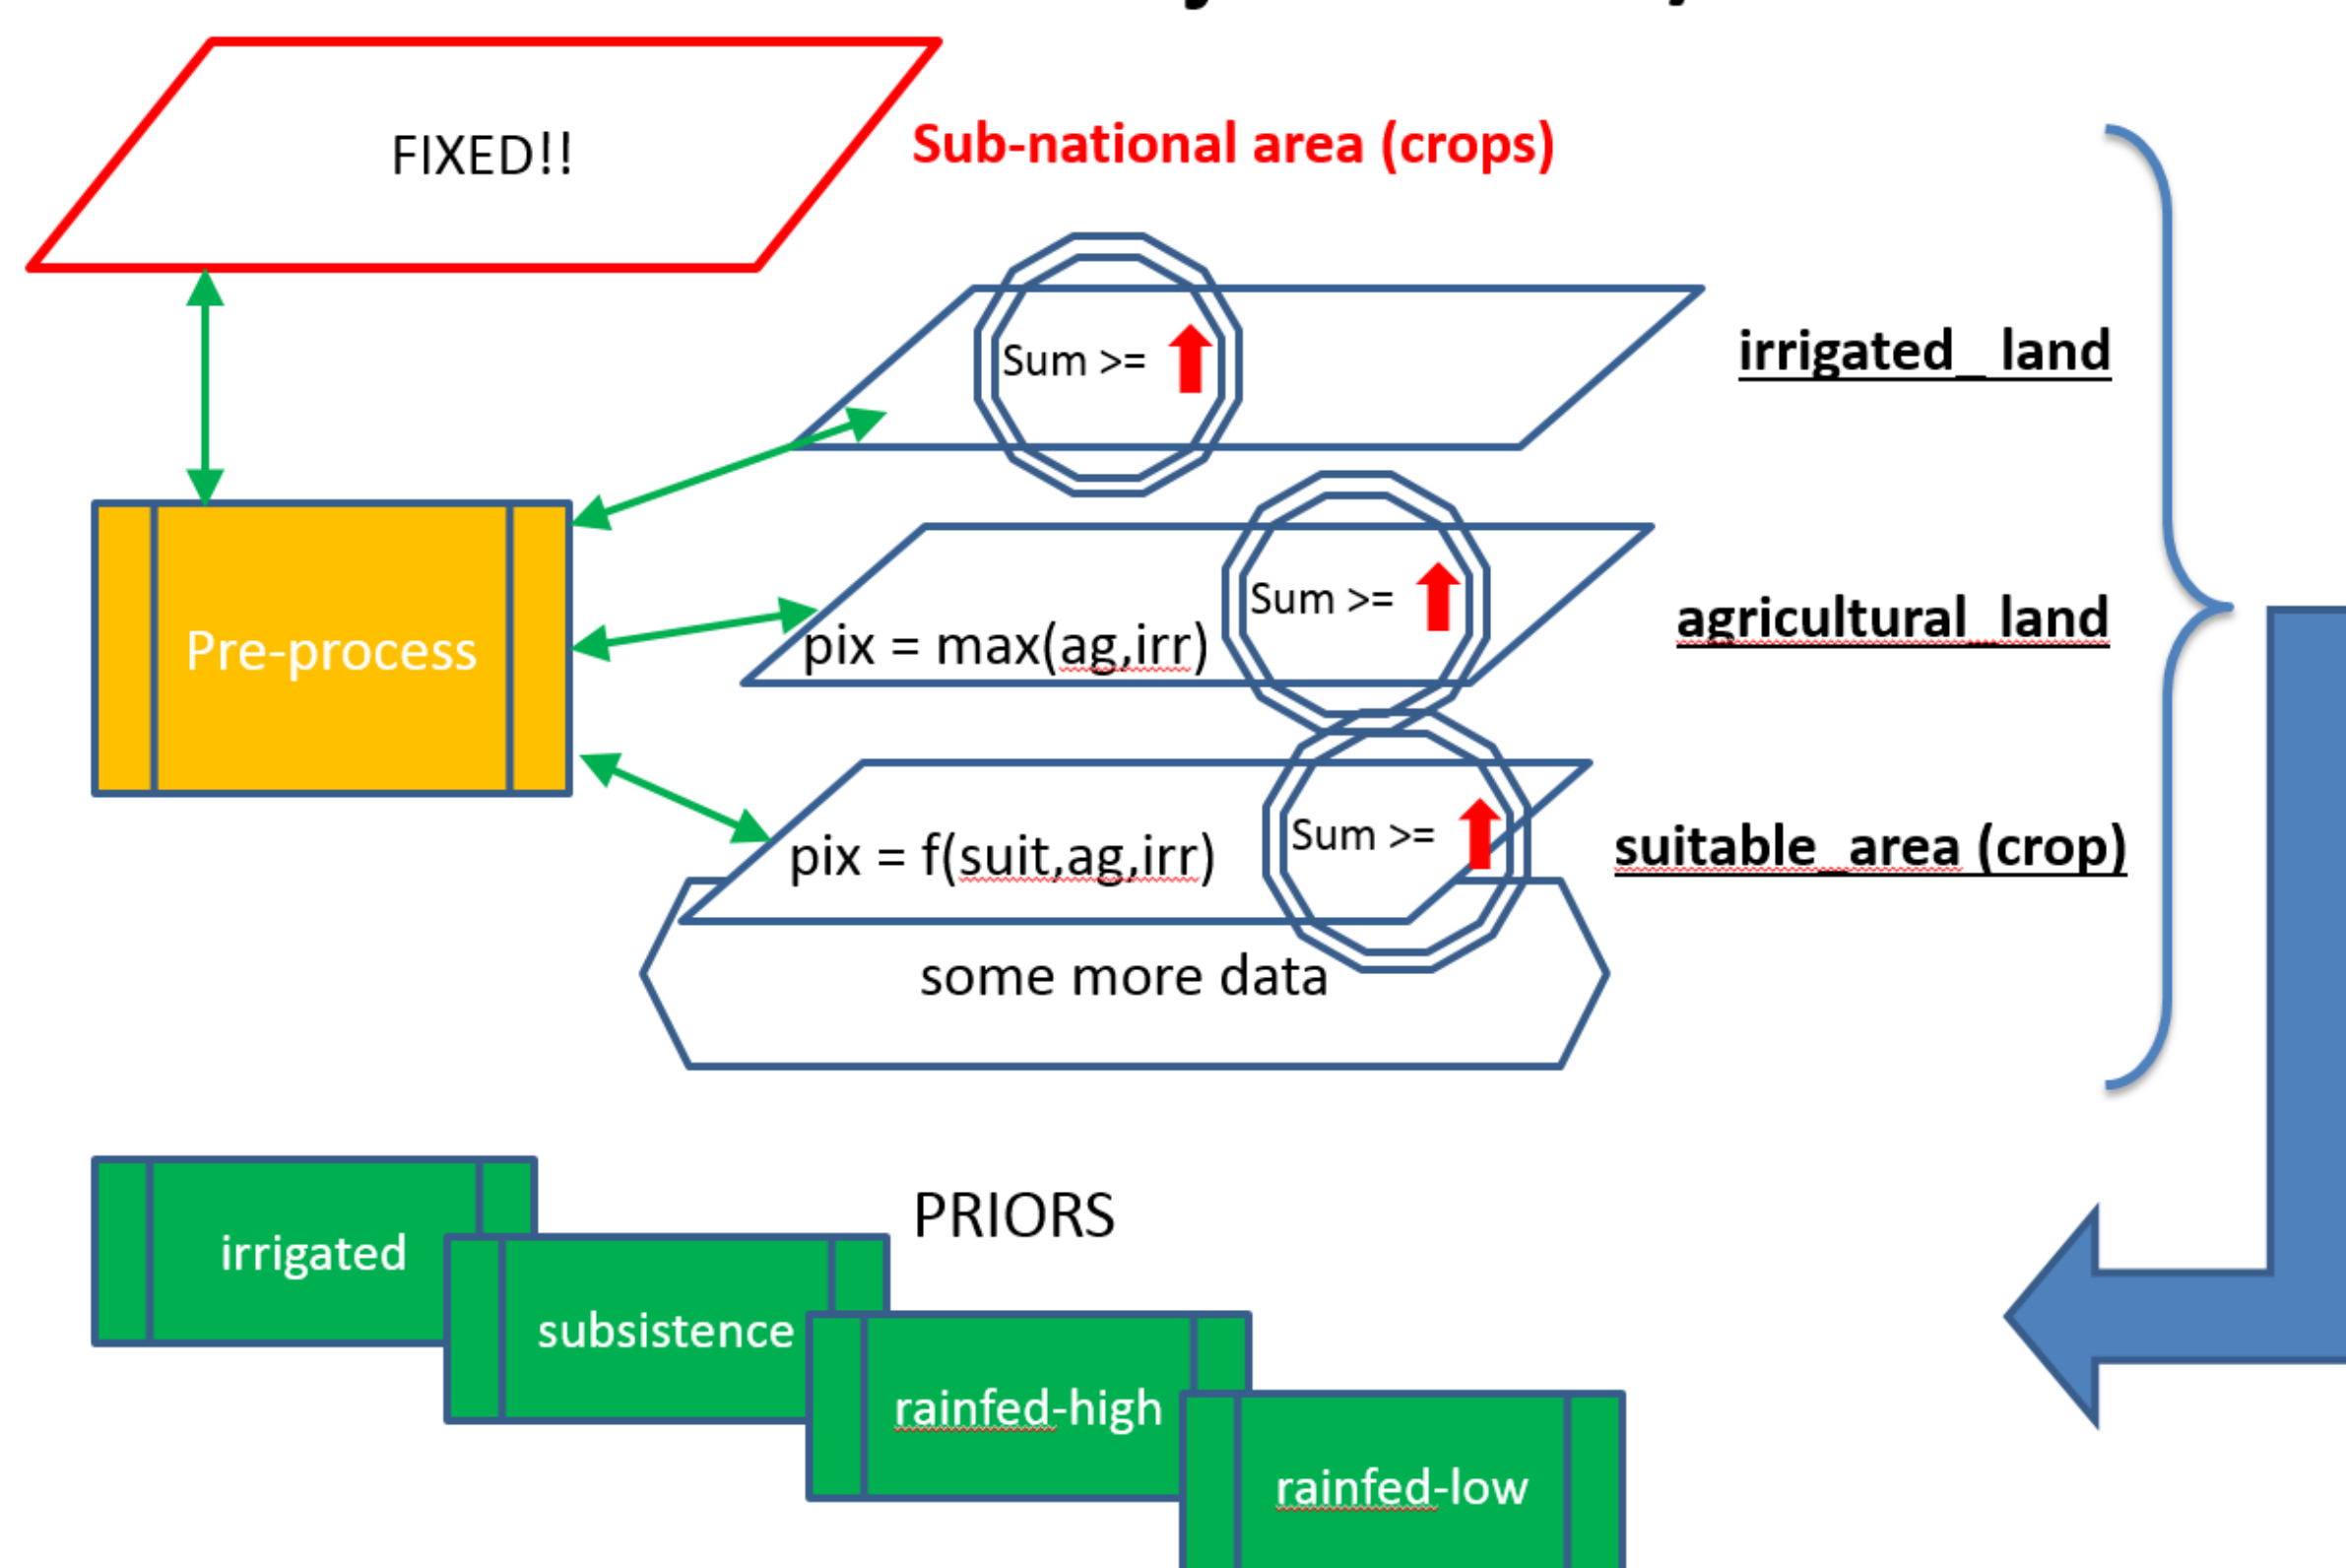 FIXED!!
Sub-national area (crops)
Sum >=
irrigated_ land
Sum >=
pix = max(ag,irr)
agricultural_land
Pre-process
Sum >=
pix = f(suit,ag,irr)
suitable_area (crop)
some more data
PRIORS
irrigated
subsistence
rainfed-high
rainfed-low